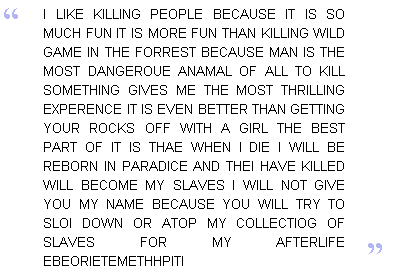 I LIKE KILLING PEOPLE BECAUSE IT IS SO
MUCH FUN IT IS MORE FUN THAN KILLING WILD
GAME IN THE FORREST BECAUSE MAN IS THE
MOST DANGEROUE ANAMAL OF ALL TO KILL
SOMETHING GIVES ME THE MOST THRILLING
EXPERENCE IT IS EVEN BETTER THAN GETTING
YOUR ROCKS OFF WITH A GIRL THE BEST
PART OF IT IS THAE WHEN I DIE I WILL BE
REBORN IN PARADICE AND THEI HAVE KILLED
WILL BECOME MY SLAVES I WILL NOT GIVE
YOU MY NAME BECAUSE YOU WILL TRY TO
SLOI DOWN OR ATOP MY COLLECTIOG OF
SLAVES FOR MY AFTERLIFE
EBEORIETEMETHHPITI